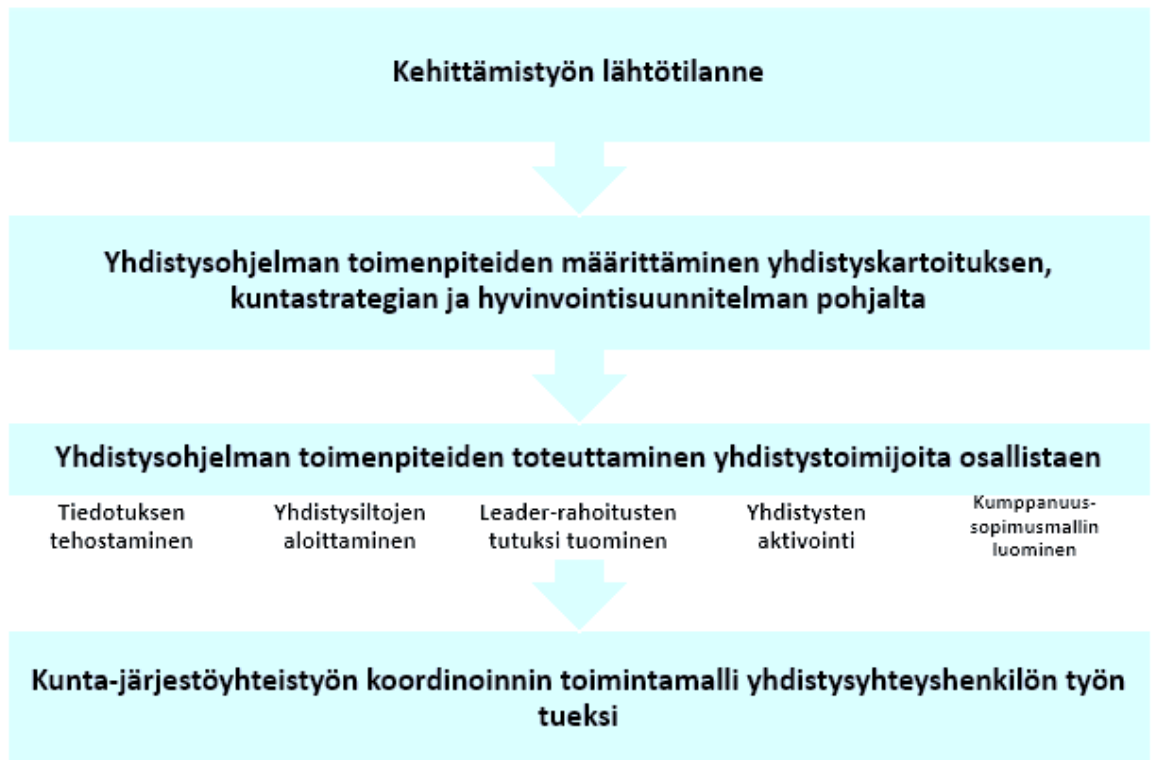 Kehittämistyön lähtötilanne
Yhdistysohjelman toimenpiteiden määrittäminen yhdistyskartoituksen,
kuntastrategian ja hyvinvointisuunnitelman pohjalta
Yhdistysohjelman toimenpiteiden toteuttaminen yhdistystoimijoita osallistaen
Tiedotuksen
tehostaminen
Yhdistysiltojen
aloittaminen
Leader-rahoitusten
tutuksi tuominen
Yhdistysten
aktivointi
Kumppanuus-
sopimusmallin
luominen
Kunta-järjestöyhteistyön koordinoinnin toimintamalli yhdistysyhteyshenkilön työn
tueksi